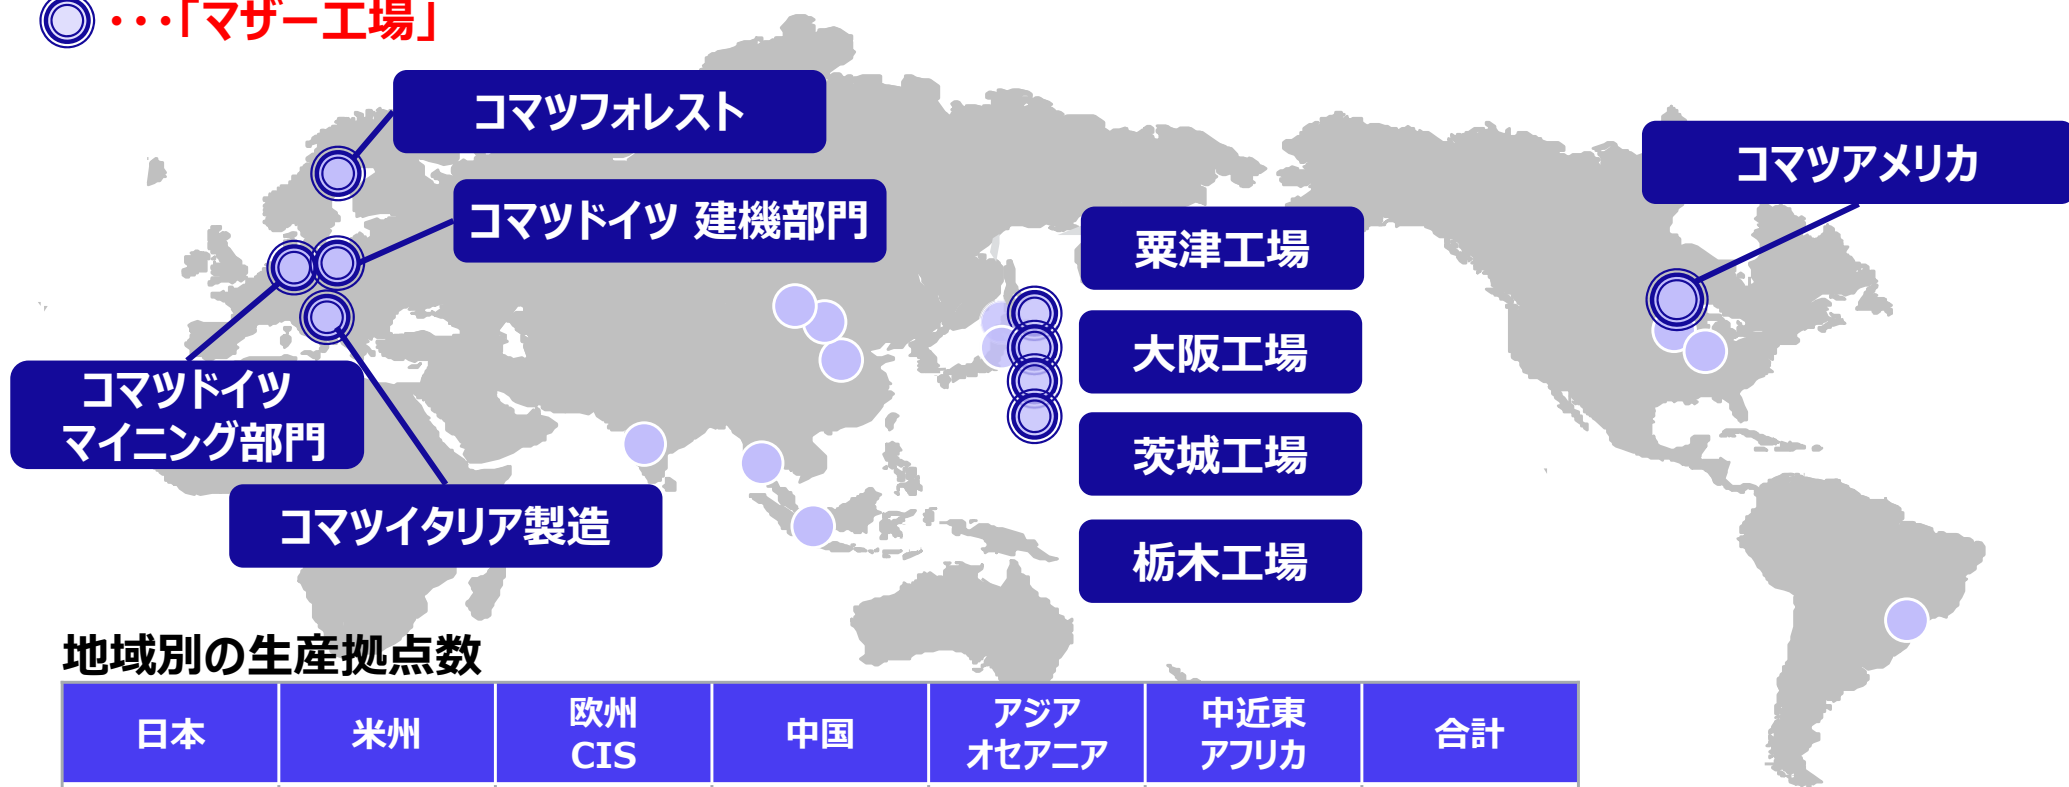 ・・・「マザー工場」
コマツフォレスト
コマツアメリカ
コマツドイツ 建機部門
粟津工場
大阪工場
コマツドイツ
マイニング部門
茨城工場
コマツイタリア製造
栃木工場
地域別の生産拠点数
日本
米州
欧州
CIS
中国
アジア
オセアニア
中近東
アフリカ
合計